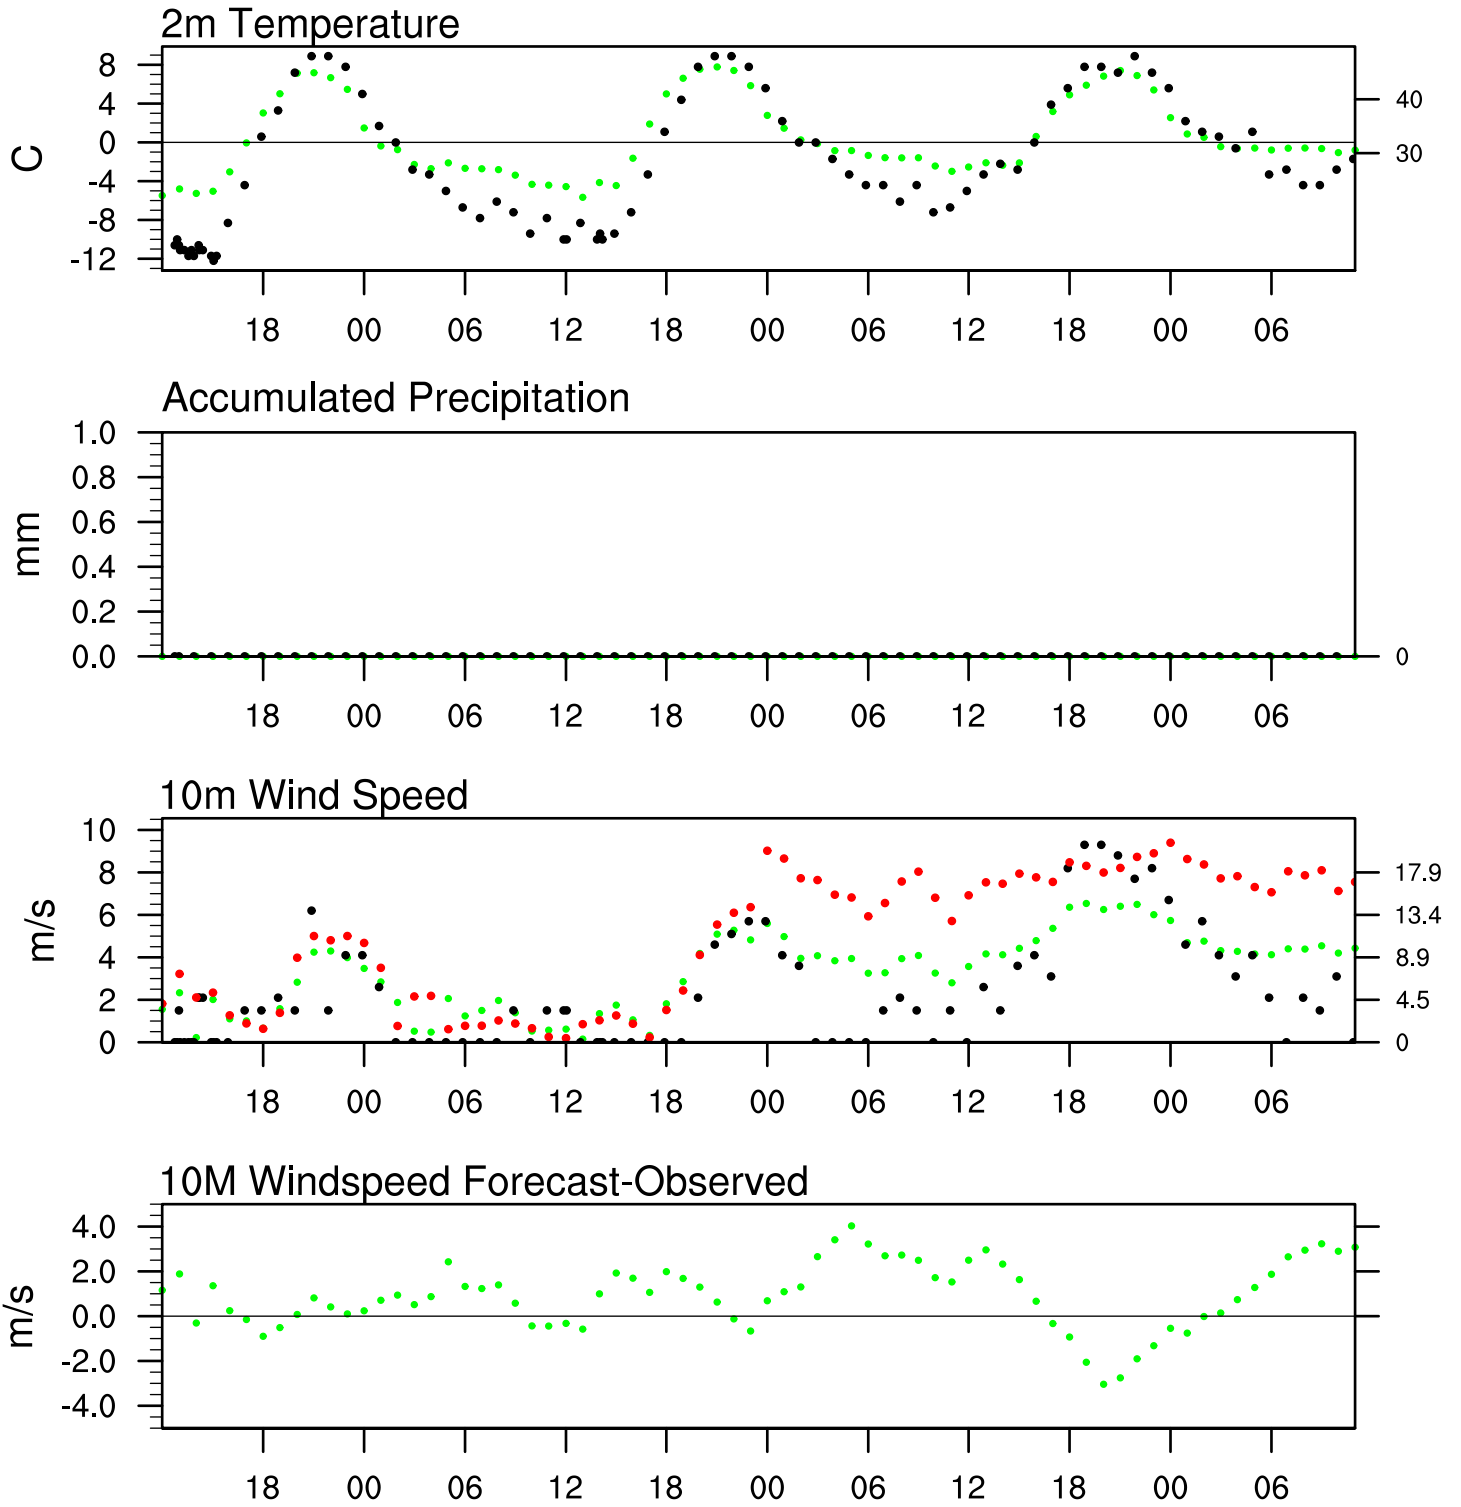 2m Temperature
8
4
0
-4
-8
-12
C
40
30
18 00 06 12 18 00 06 12 18 00 06
Accumulated Precipitation
1.0
0.8
0.6
0.4
0.2
0.0
mm
0
18 00 06 12 18 00 06 12 18 00 06
10m Wind Speed
10
8
6
4
2
0
m/s
17.9
13.4
8.9
4.5
0
18 00 06 12 18 00 06 12 18 00 06
10M Windspeed Forecast-Observed
4.0
2.0
0.0
-2.0
-4.0
m/s
18 00 06 12 18 00 06 12 18 00 06